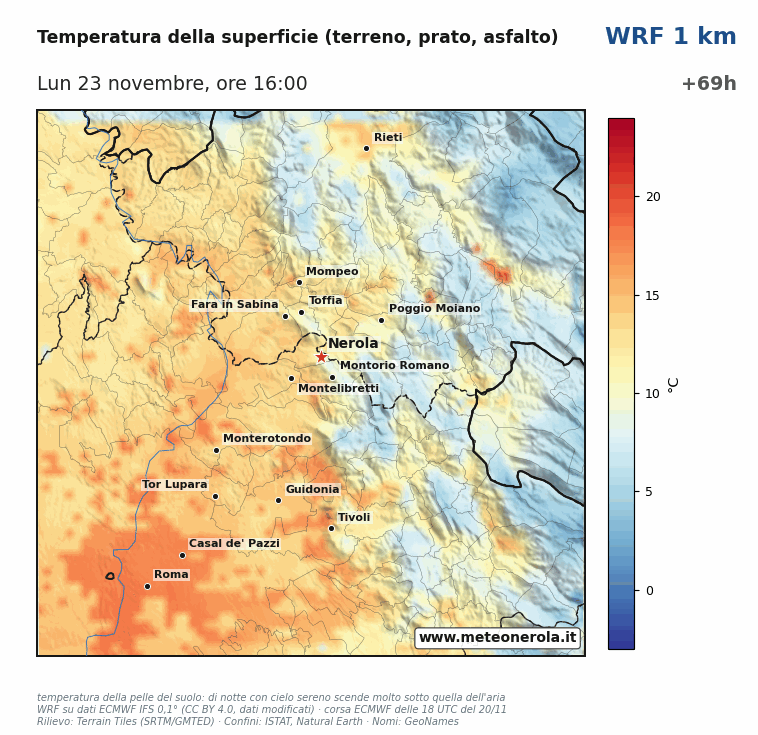 Temperatura della superficie (terreno, prato, asfalto)
WRF 1 km
Lun 23 novembre, ore 16:00
+69h
Rieti
Mompeo
Toffia
Fara in Sabina
Poggio Moiano
Nerola
Montorio Romano
Montelibretti
Monterotondo
Tor Lupara
Guidonia
Tivoli
Casal de' Pazzi
Roma
www.meteonerola.it
20
15
10
5
0
°C
temperatura della pelle del suolo: di notte con cielo sereno scende molto sotto quella dell'aria
WRF su dati ECMWF IFS 0,1° (CC BY 4.0, dati modificati) · corsa ECMWF delle 18 UTC del 20/11
Rilievo: Terrain Tiles (SRTM/GMTED) · Confini: ISTAT, Natural Earth · Nomi: GeoNames